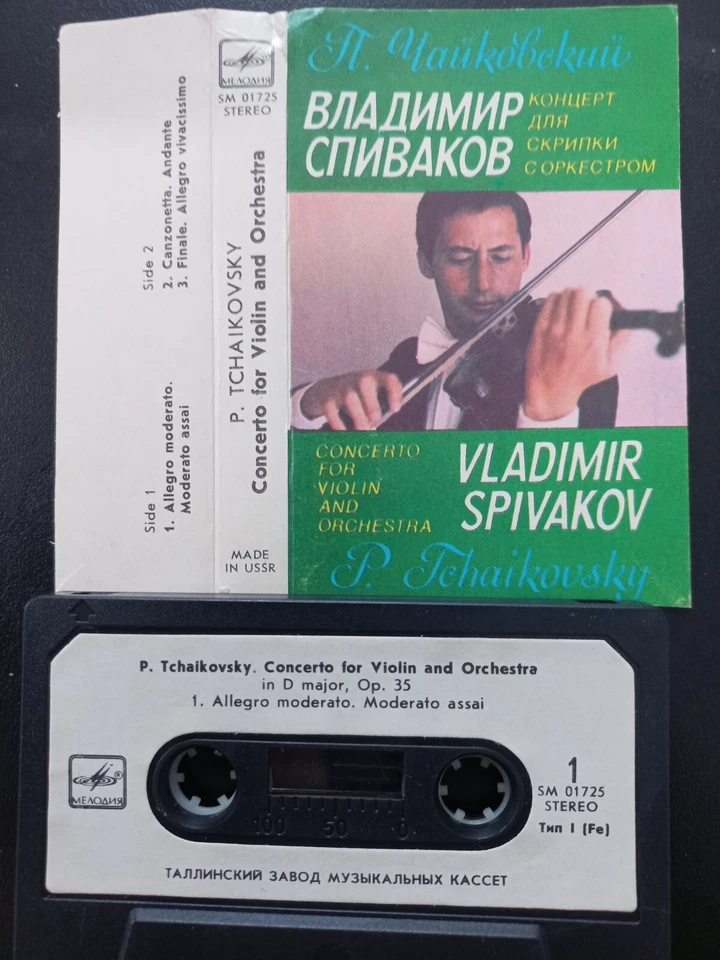 Side 1
1. Allegro moderato.
Moderato assai
Side 2
2. Canzonetta. Andante
3. Finale. Allegro vivacissimo
МЕЛОДИЯ
SM 01725
STEREO
P. TCHAIKOVSKY
Concerto for Violin and Orchestra
MADE
IN USSR
П. Чайковский
ВЛАДИМИР
СПИВАКОВ
КОНЦЕРТ
ДЛЯ
СКРИПКИ
С ОРКЕСТРОМ
CONCERTO
FOR
VIOLIN
AND
ORCHESTRA
VLADIMIR
SPIVAKOV
P. Tchaikovsky
P. Tchaikovsky. Concerto for Violin and Orchestra
in D major, Op. 35
1. Allegro moderato. Moderato assai
МЕЛОДИЯ
®
100 50 0
1
SM 01725
STEREO
Тип I (Fe)
ТАЛЛИНСКИЙ ЗАВОД МУЗЫКАЛЬНЫХ КАССЕТ